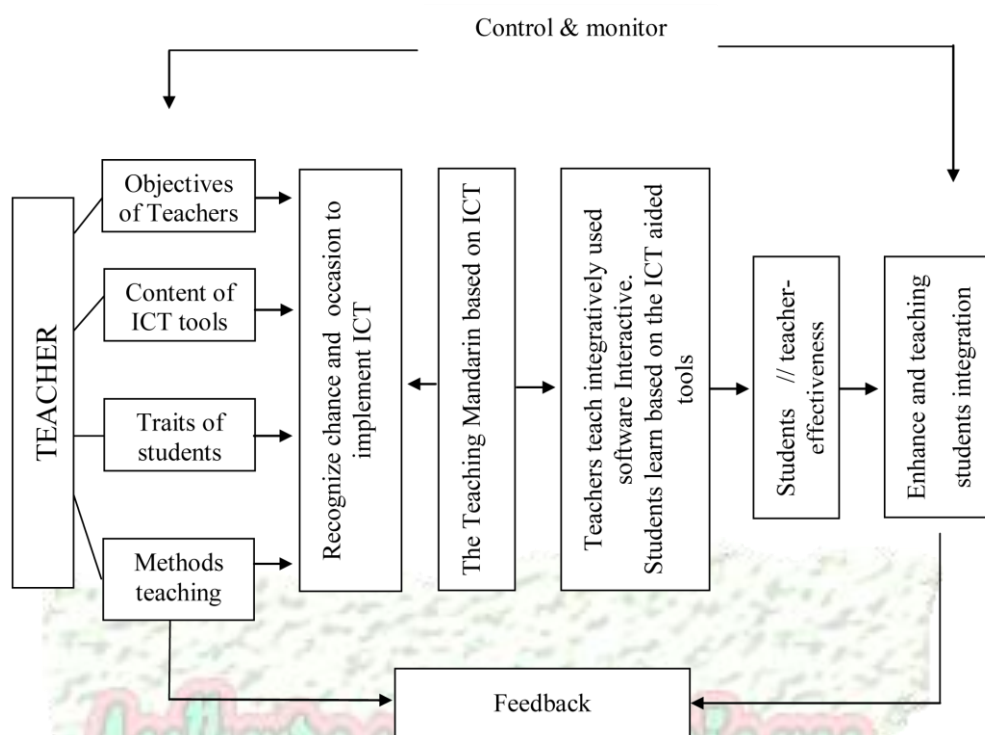 Control & monitor
TEACHER
Objectives
of Teachers
Content of
ICT tools
Traits of
students
Methods
teaching
Recognize chance and occasion to
implement ICT
The Teaching Mandarin based on ICT
Teachers teach integratively used
software Interactive.
Students learn based on the ICT aided
tools
Students // teacher-
effectiveness
Enhance and teaching
students integration
Feedback